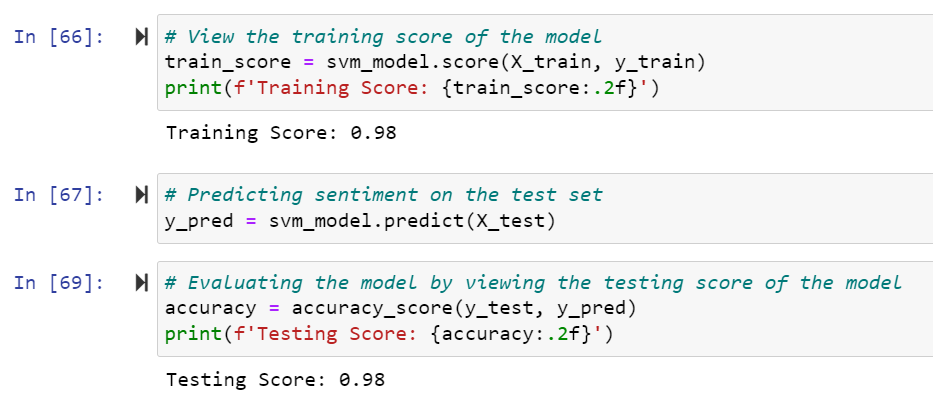 In [66]: # View the training score of the model
train_score = svm_model.score(X_train, y_train)
print(f'Training Score: {train_score:.2f}')
Training Score: 0.98
In [67]: # Predicting sentiment on the test set
y_pred = svm_model.predict(X_test)
In [69]: # Evaluating the model by viewing the testing score of the model
accuracy = accuracy_score(y_test, y_pred)
print(f'Testing Score: {accuracy:.2f}')
Testing Score: 0.98